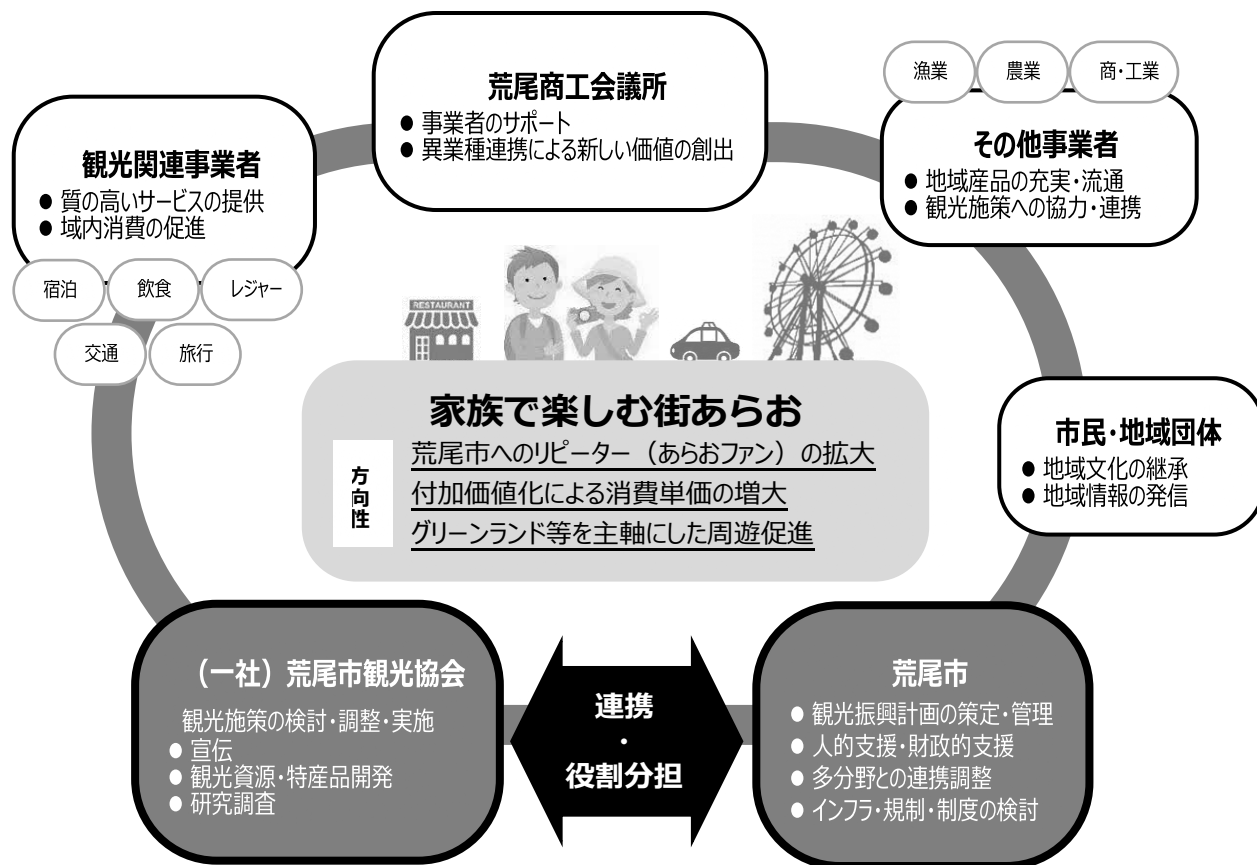 荒尾商工会議所
● 事業者のサポート
● 異業種連携による新しい価値の創出
漁業
農業
商・工業
その他事業者
● 地域産品の充実・流通
● 観光施策への協力・連携
観光関連事業者
● 質の高いサービスの提供
● 域内消費の促進
宿泊
飲食
レジャー
交通
旅行
RESTAURANT
家族で楽しむ街あらお
方向性
荒尾市へのリピーター（あらおファン）の拡大
付加価値化による消費単価の増大
グリーンランド等を主軸にした周遊促進
市民・地域団体
● 地域文化の継承
● 地域情報の発信
（一社）荒尾市観光協会
観光施策の検討・調整・実施
● 宣伝
● 観光資源・特産品開発
● 研究調査
連携
・
役割分担
荒尾市
● 観光振興計画の策定・管理
● 人的支援・財政的支援
● 多分野との連携調整
● インフラ・規制・制度の検討